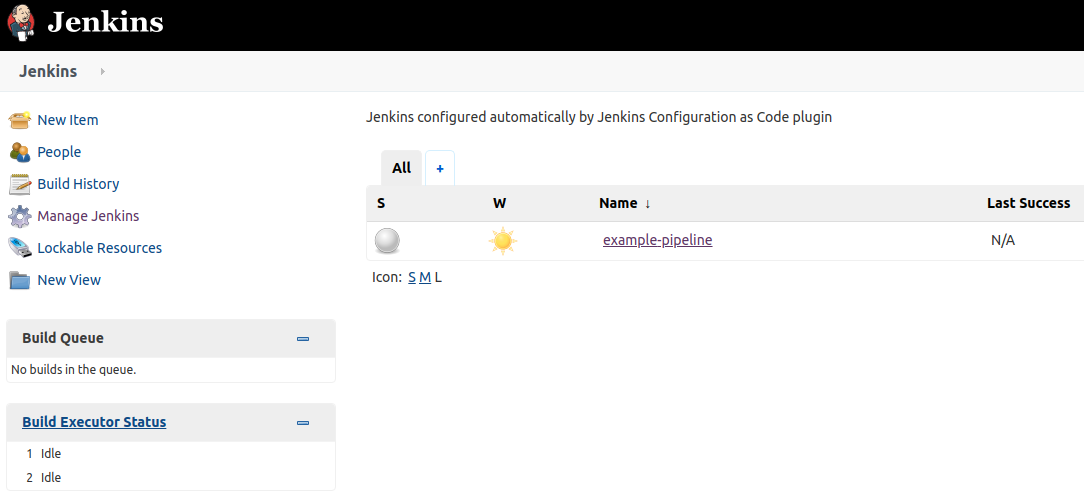 Jenkins
Jenkins
New Item
People
Build History
Manage Jenkins
Lockable Resources
New View
Build Queue
No builds in the queue.
Build Executor Status
1 Idle
2 Idle
Jenkins configured automatically by Jenkins Configuration as Code plugin
All +
S W Name ↓ Last Success
example-pipeline N/A
Icon: S M L